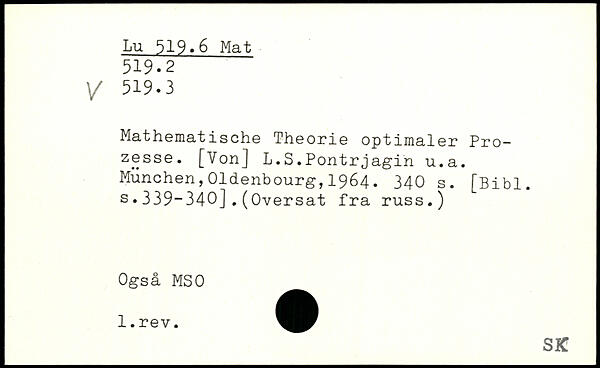 Lu 519.6 Mat
519.2
V 519.3
Mathematische Theorie optimaler Pro-
zesse. [Von] L.S.Pontrjagin u.a.
München,Oldenbourg,1964. 340 s. [Bibl.
s.339-340].(Oversat fra russ.)
Også MSO
1.rev.
SK